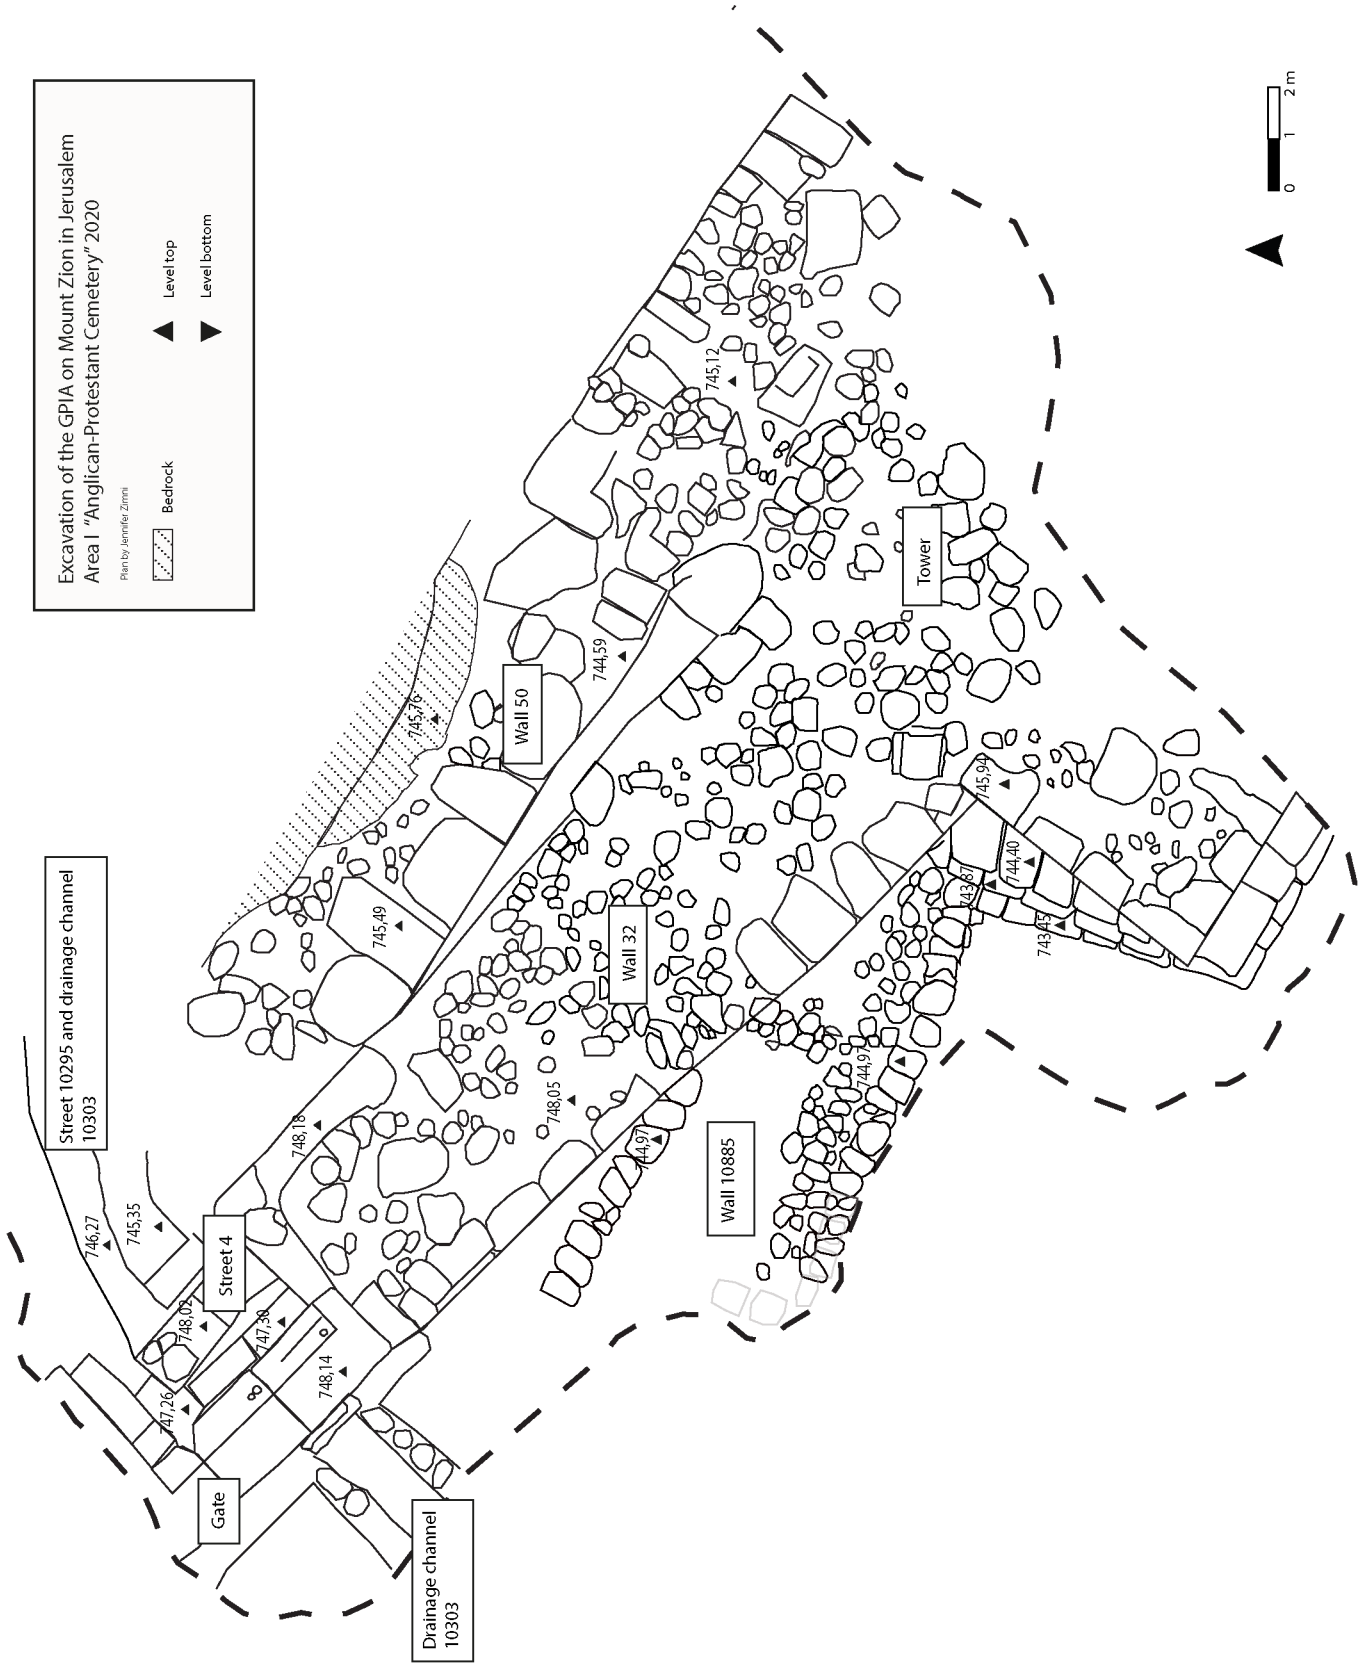 Excavation of the GPIA on Mount Zion in Jerusalem
Area I "Anglican-Protestant Cemetery" 2020
Plan by Jennifer Zimni
Bedrock
Level top
Level bottom
Street 10295 and drainage channel
10303
746,27
745,35
Street 4
748,02
747,26
747,30
748,14
Gate
Drainage channel
10303
748,18
745,49
745,76
Wall 50
744,59
748,05
Wall 32
744,97
Wall 10885
744,97
745,12
Tower
745,94
744,40
743,87
743,45
0
1
2 m